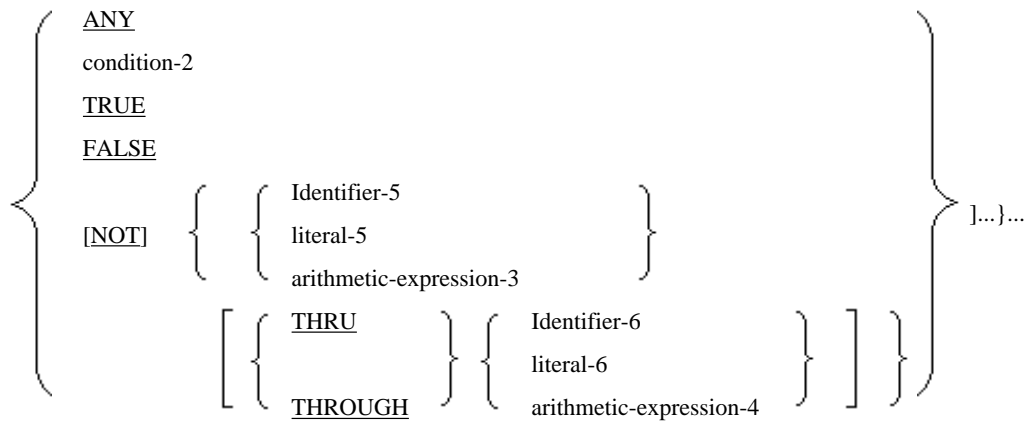 ANY
condition-2
TRUE
FALSE
Identifier-5
[NOT] literal-5
arithmetic-expression-3
]...}...
THRU Identifier-6
literal-6
THROUGH arithmetic-expression-4